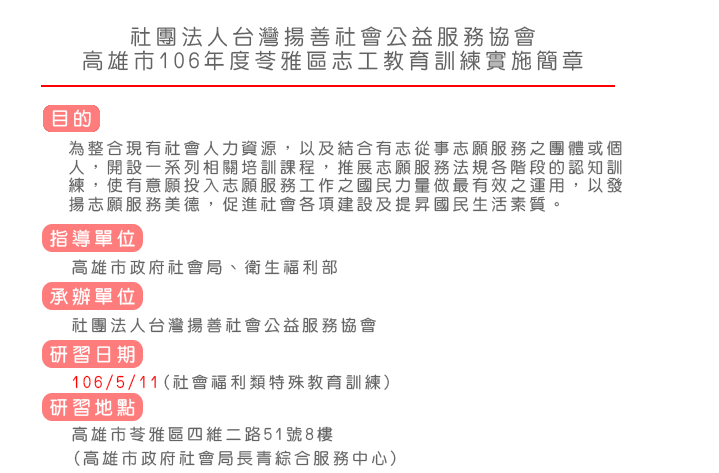 社團法人台灣揚善社會公益服務協會
高雄市106年度苓雅區志工教育訓練實施簡章
目的
為整合現有社會人力資源，以及結合有志從事志願服務之團體或個
人，開設一系列相關培訓課程，推展志願服務法規各階段的認知訓
練，使有意願投入志願服務工作之國民力量做最有效之運用，以發
揚志願服務美德，促進社會各項建設及提昇國民生活素質。
指導單位
高雄市政府社會局、衛生福利部
承辦單位
社團法人台灣揚善社會公益服務協會
研習日期
106/5/11(社會福利類特殊教育訓練)
研習地點
高雄市苓雅區四維二路51號8樓
(高雄市政府社會局長青綜合服務中心)